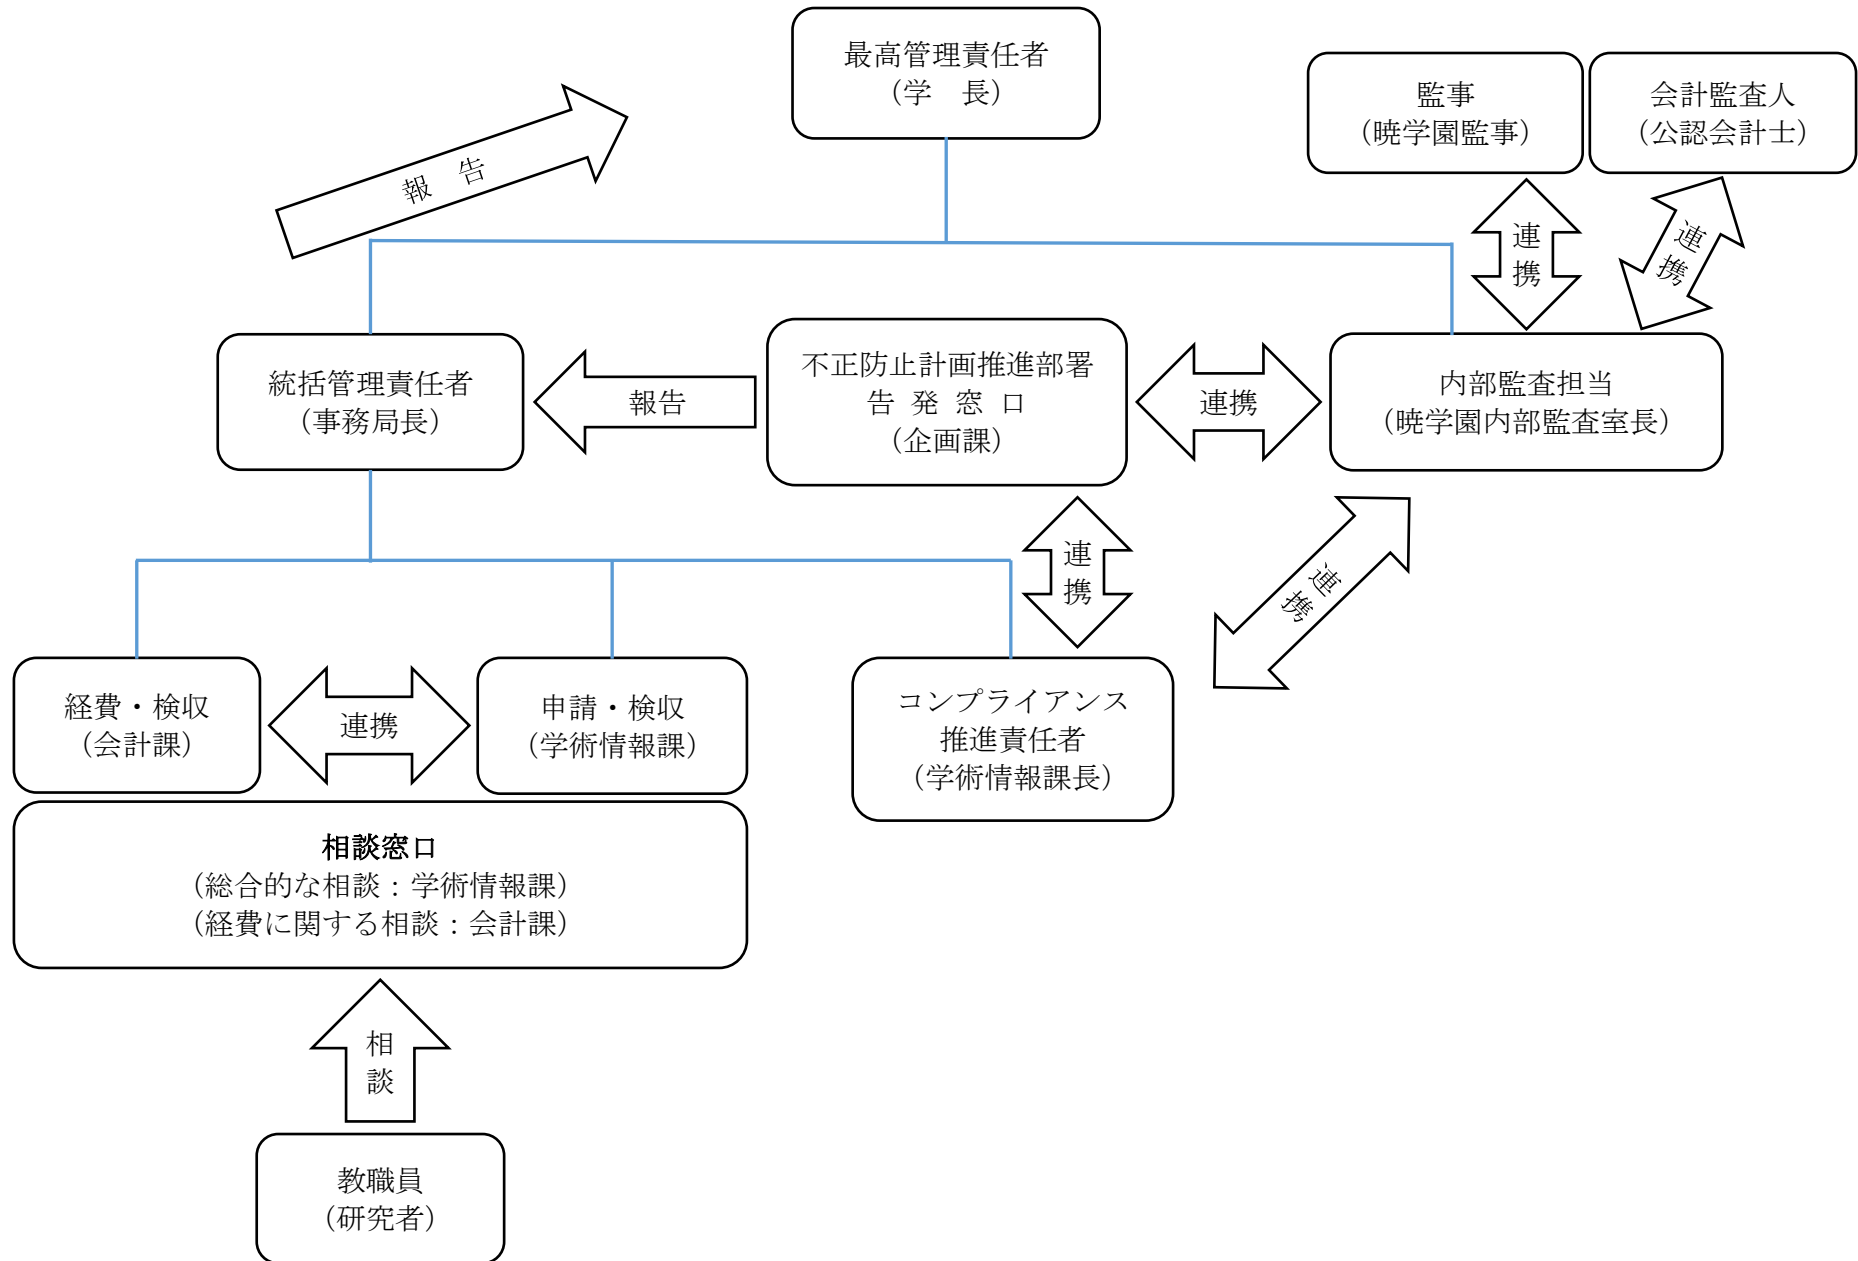 最高管理責任者
（学　長）
監事
（暁学園監事）
会計監査人
（公認会計士）
報　告
連
携
連
携
統括管理責任者
（事務局長）
報告
不正防止計画推進部署
告 発 窓 口
（企画課）
連携
内部監査担当
（暁学園内部監査室長）
連
携
連
携
経費・検収
（会計課）
連携
申請・検収
（学術情報課）
コンプライアンス
推進責任者
（学術情報課長）
相談窓口
（総合的な相談：学術情報課）
（経費に関する相談：会計課）
相
談
教職員
（研究者）